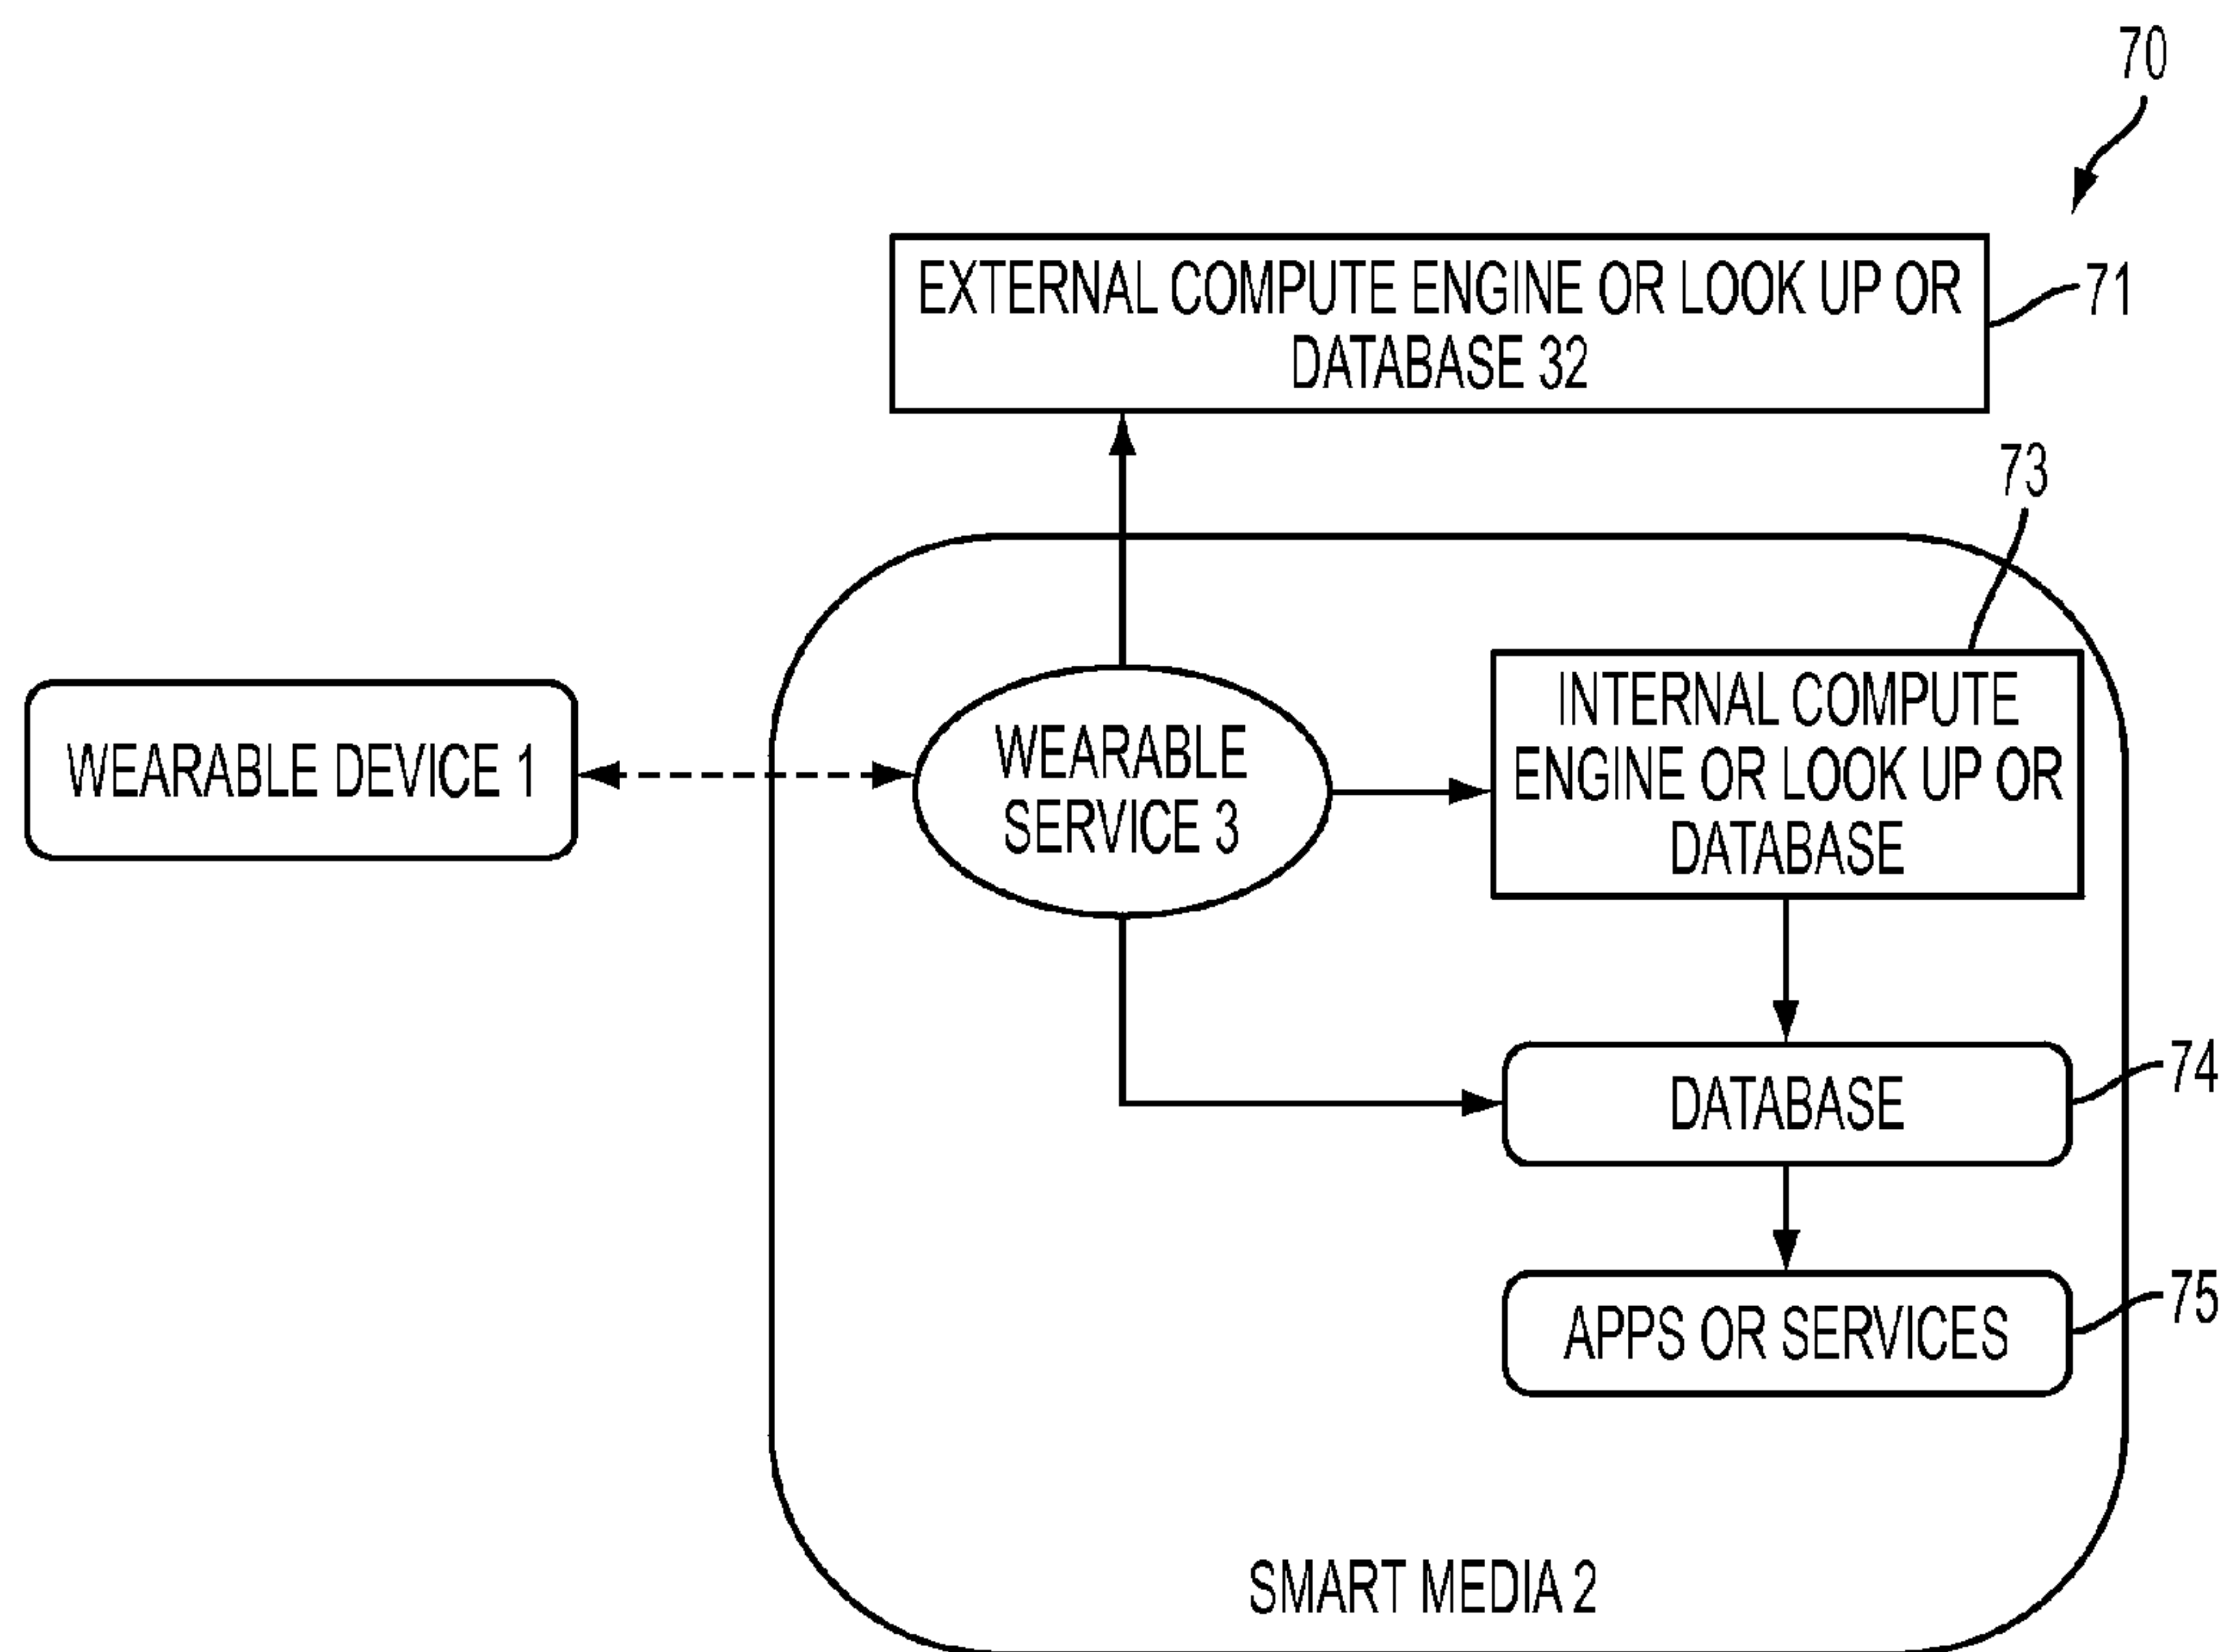 70
EXTERNAL COMPUTE ENGINE OR LOOK UP OR
DATABASE 32
71
73
WEARABLE DEVICE 1
WEARABLE
SERVICE 3
INTERNAL COMPUTE
ENGINE OR LOOK UP OR
DATABASE
DATABASE
74
APPS OR SERVICES
75
SMART MEDIA 2